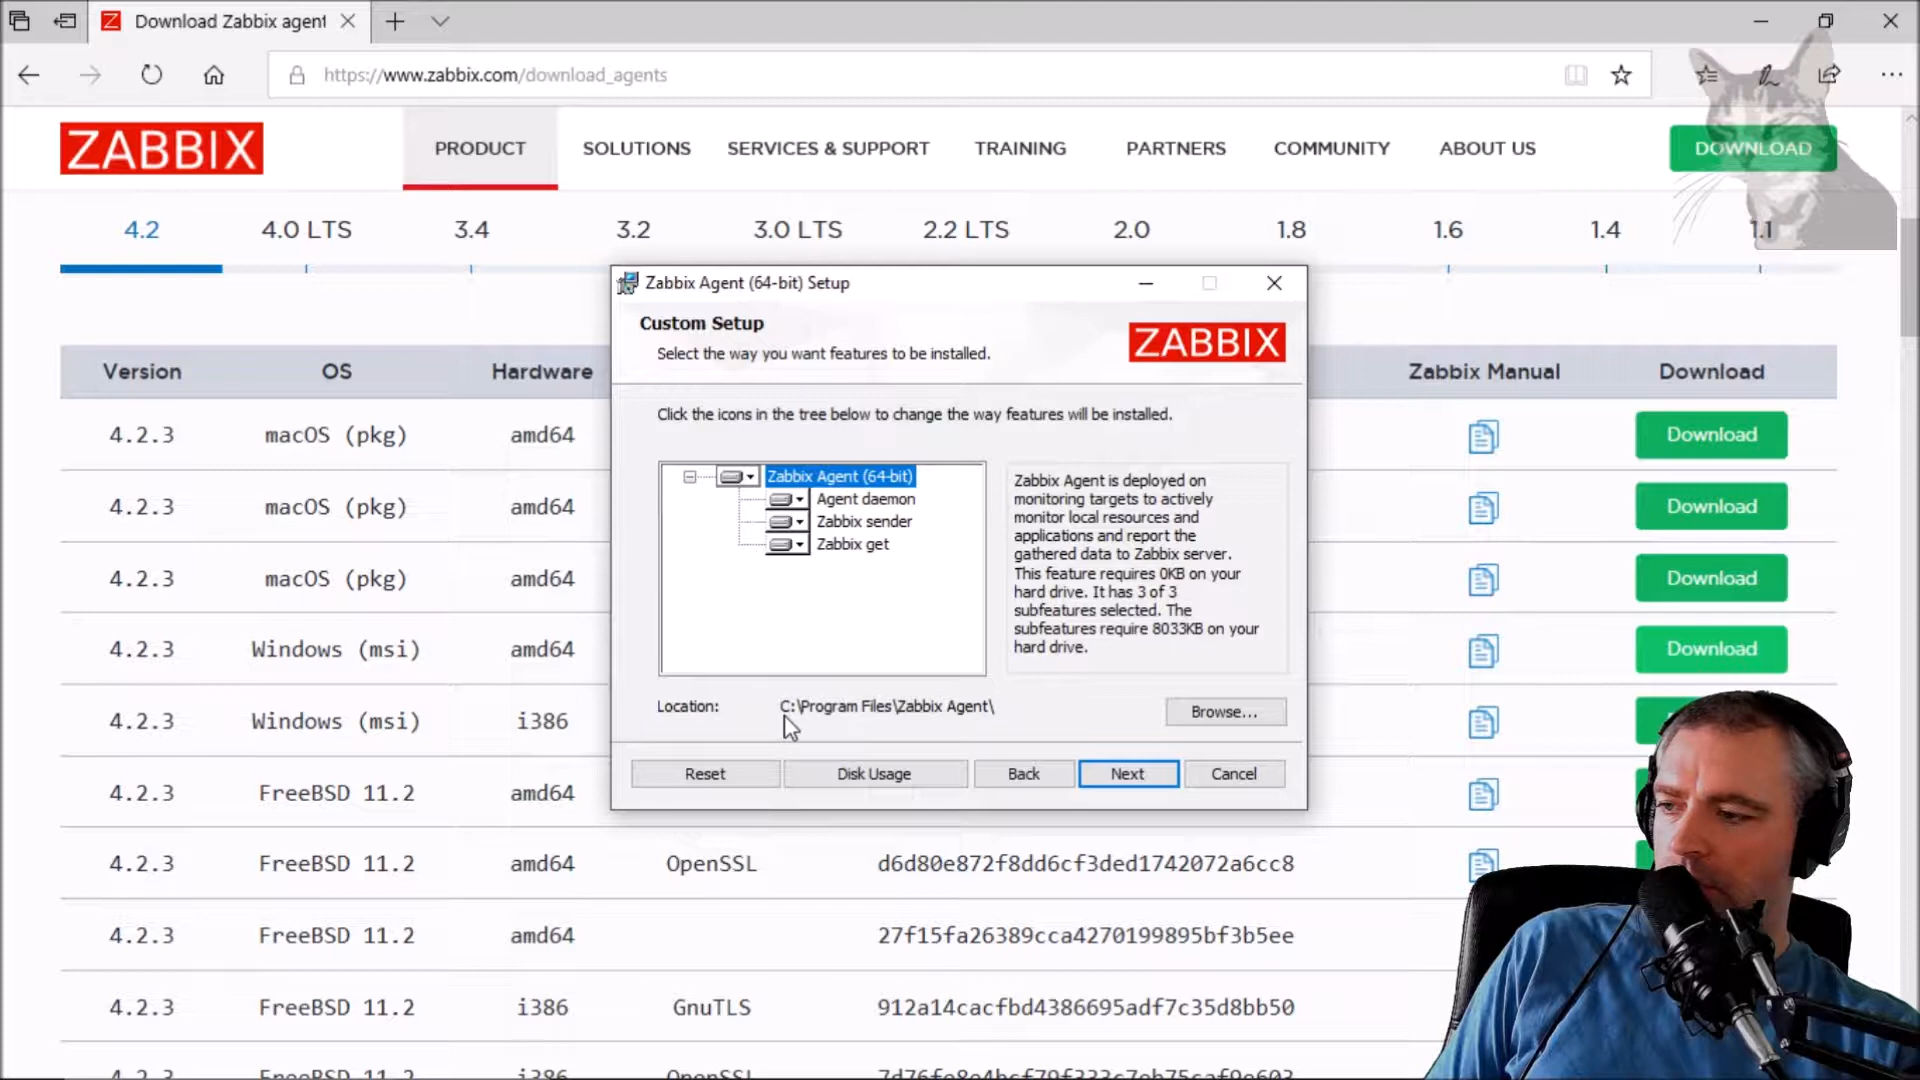 Download Zabbix agent
https://www.zabbix.com/download_agents
ZABBIX
PRODUCT
SOLUTIONS
SERVICES & SUPPORT
TRAINING
PARTNERS
COMMUNITY
ABOUT US
DOWNLOAD
4.2 4.0 LTS 3.4 3.2 3.0 LTS 2.2 LTS 2.0 1.8 1.6 1.4 1.1
Version OS Hardware Zabbix Manual Download
4.2.3 macOS (pkg) amd64 Download
4.2.3 macOS (pkg) amd64 Download
4.2.3 macOS (pkg) amd64 Download
4.2.3 Windows (msi) amd64 Download
4.2.3 Windows (msi) i386
4.2.3 FreeBSD 11.2 amd64
4.2.3 FreeBSD 11.2 amd64 OpenSSL d6d80e872f8dd6cf3ded1742072a6cc8
4.2.3 FreeBSD 11.2 amd64 27f15fa26389cca4270199895bf3b5ee
4.2.3 FreeBSD 11.2 i386 GnuTLS 912a14cacfbd4386695adf7c35d8bb50
Zabbix Agent (64-bit) Setup
Custom Setup
Select the way you want features to be installed.
ZABBIX
Click the icons in the tree below to change the way features will be installed.
Zabbix Agent (64-bit)
Agent daemon
Zabbix sender
Zabbix get
Zabbix Agent is deployed on
monitoring targets to actively
monitor local resources and
applications and report the
gathered data to Zabbix server.
This feature requires 0KB on your
hard drive. It has 3 of 3
subfeatures selected. The
subfeatures require 8033KB on your
hard drive.
Location: C:\Program Files\Zabbix Agent\
Browse...
Reset Disk Usage Back Next Cancel